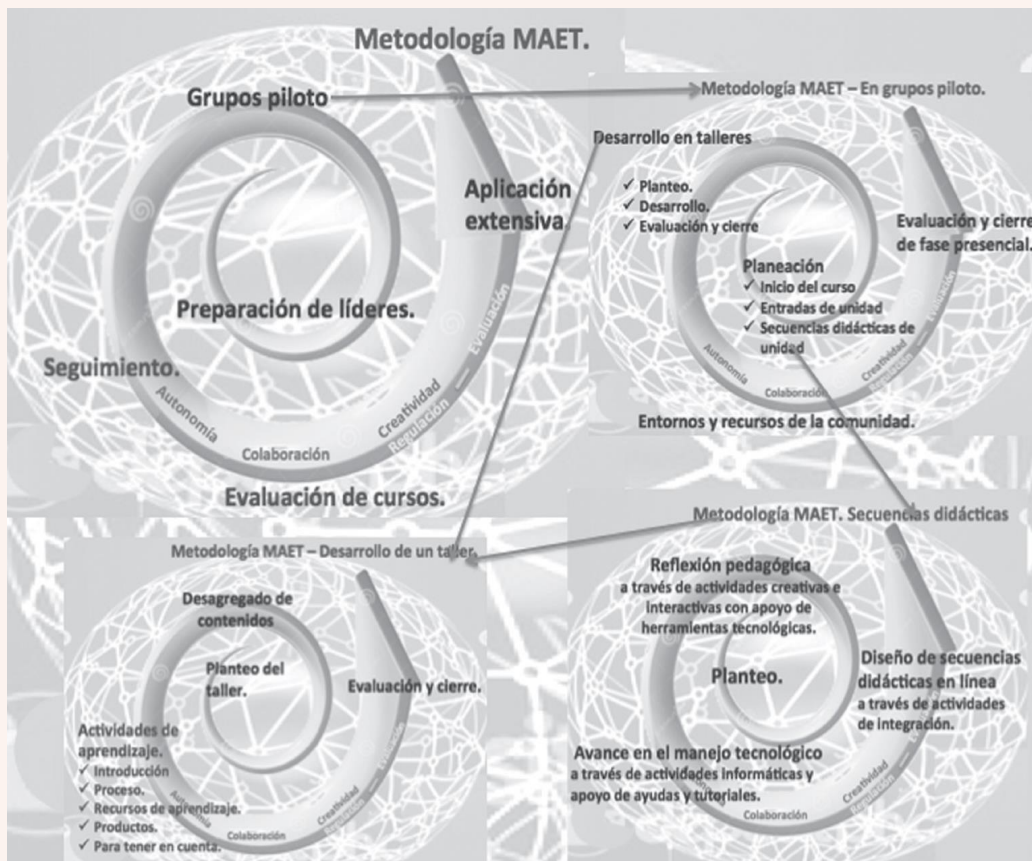 Metodología MAET.
Grupos piloto
Aplicación
extensiva
Preparación de líderes.
Seguimiento.
Autonomía
Colaboración
Creatividad
Regulación
Evaluación
Evaluación de cursos.
Metodología MAET – En grupos piloto.
Desarrollo en talleres
✓ Planteo.
✓ Desarrollo.
✓ Evaluación y cierre
Evaluación y cierre
de fase presencial.
Planeación
✓ Inicio del curso
✓ Entradas de unidad
✓ Secuencias didácticas de
unidad
Autonomía
Colaboración
Creatividad
Regulación
Evaluación
Entornos y recursos de la comunidad.
Metodología MAET – Desarrollo de un taller.
Desagregado de
contenidos
Planteo del
taller.
Evaluación y cierre.
Actividades de
aprendizaje.
✓ Introducción
✓ Proceso.
✓ Recursos de aprendizaje.
✓ Productos.
✓ Para tener en cuenta.
Colaboración
Creatividad
Regulación
Metodología MAET. Secuencias didácticas
Reflexión pedagógica
a través de actividades creativas e
interactivas con apoyo de
herramientas tecnológicas.
Planteo.
Diseño de secuencias
didácticas en línea
a través de actividades
de integración.
Avance en el manejo tecnológico
a través de actividades informáticas y
apoyo de ayudas y tutoriales.
Colaboración
Creatividad
Regulación